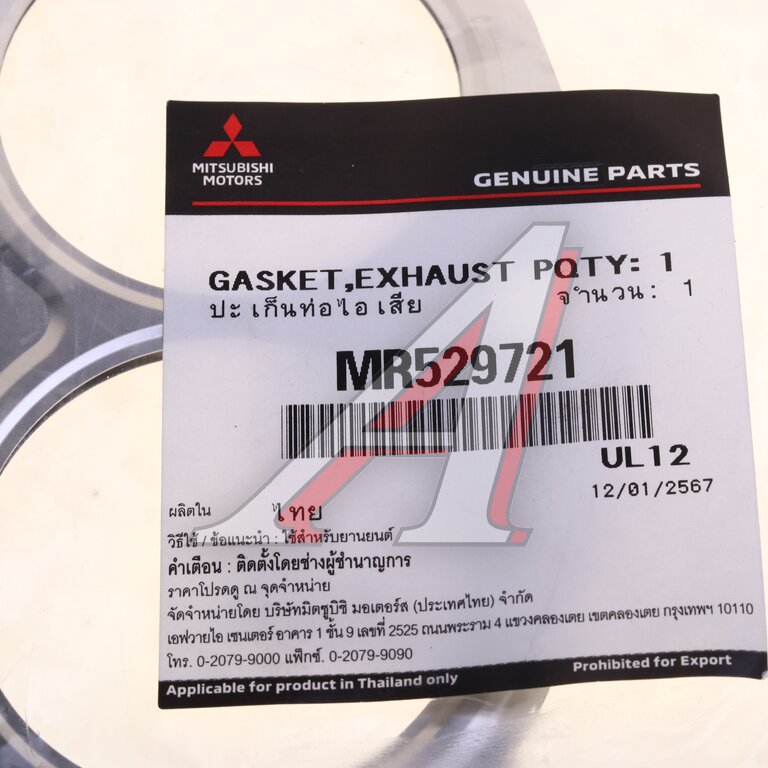 MITSUBISHI
MOTORS
GENUINE PARTS
GASKET,EXHAUST PQTY: 1
ปะเก็นท่อไอเสีย จำนวน: 1
MR529721
UL12
12/01/2567
ผลิตใน ไทย
วิธีใช้ / ข้อแนะนำ : ใช้สำหรับยานยนต์
คำเตือน : ติดตั้งโดยช่างผู้ชำนาญการ
ราคาโปรดดู ณ จุดจำหน่าย
จัดจำหน่ายโดย บริษัทมิตซูบิชิ มอเตอร์ส (ประเทศไทย) จำกัด
เอฟวายไอ เซนเตอร์ อาคาร 1 ชั้น 9 เลขที่ 2525 ถนนพระราม 4 แขวงคลองเตย เขตคลองเตย กรุงเทพฯ 10110
โทร. 0-2079-9000 แฟ็กซ์. 0-2079-9090
Applicable for product in Thailand only Prohibited for Export